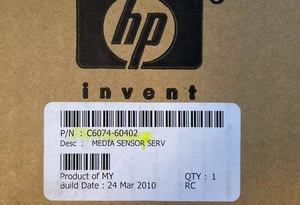 hp
invent
P/N : C6074-60402
Desc : MEDIA SENSOR SERV
Product of MY QTY : 1
Build Date : 24 Mar 2010 RC